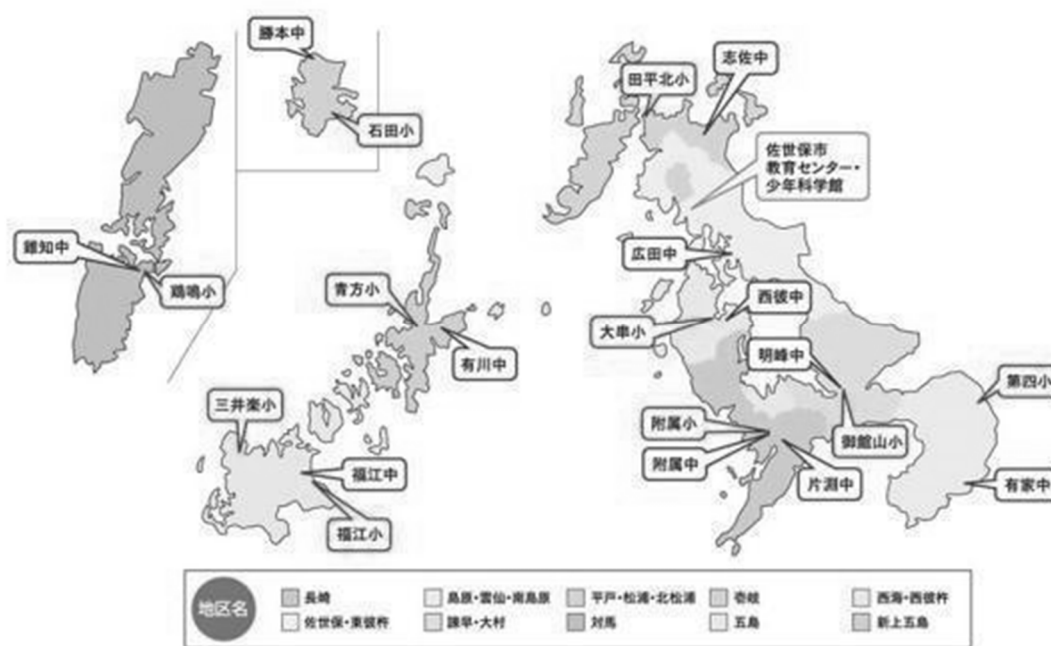 勝本中
石田小
志佐中
田平北小
佐世保市
教育センター・
少年科学館
雞知中
鶏鳴小
広田中
青方小
有川中
西彼中
大串小
明峰中
第四小
三井楽小
附属小
御館山小
附属中
片淵中
有家中
福江中
福江小
地区名
長崎
島原・雲仙・南島原
平戸・松浦・北松浦
壱岐
西海・西彼杵
佐世保・東彼杵
諫早・大村
対馬
五島
新上五島